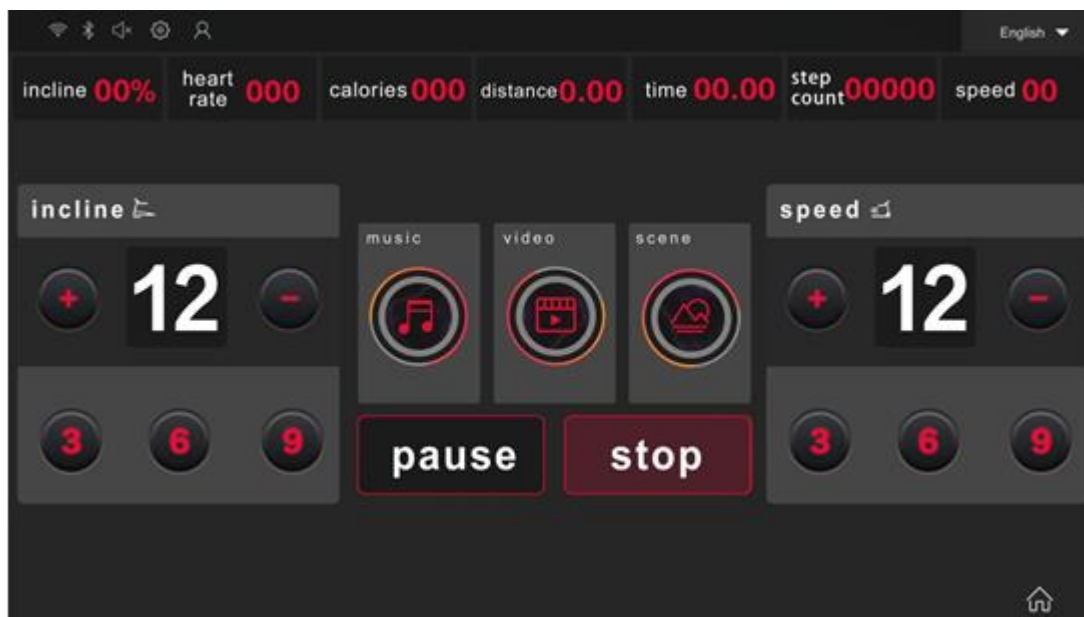 English
incline 00%
heart rate 000
calories 000
distance 0.00
time 00.00
step count 00000
speed 00
incline
+ 12 -
3 6 9
music
video
scene
pause
stop
speed
+ 12 -
3 6 9